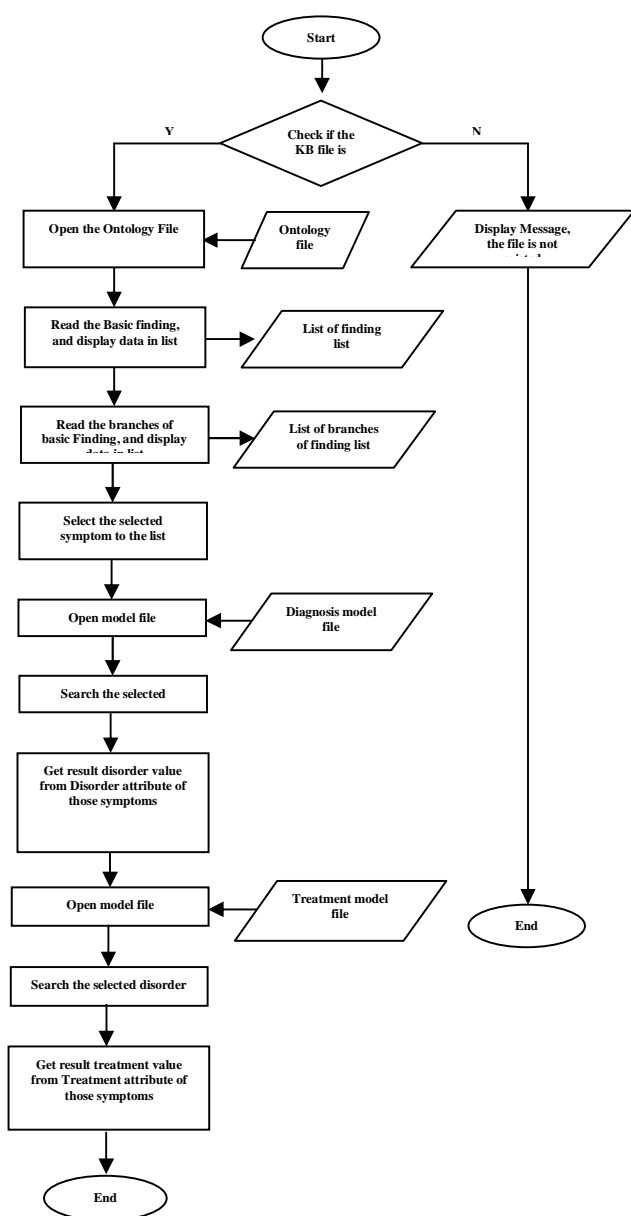 Start
Check if the
KB file is
Y
N
Open the Ontology File
Ontology
file
Display Message,
the file is not
Read the Basic finding,
and display data in list
List of finding
list
Read the branches of
basic Finding, and display
data in list
List of branches
of finding list
Select the selected
symptom to the list
Open model file
Diagnosis model
file
Search the selected
Get result disorder value
from Disorder attribute of
those symptoms
Open model file
Treatment model
file
End
Search the selected disorder
Get result treatment value
from Treatment attribute of
those symptoms
End